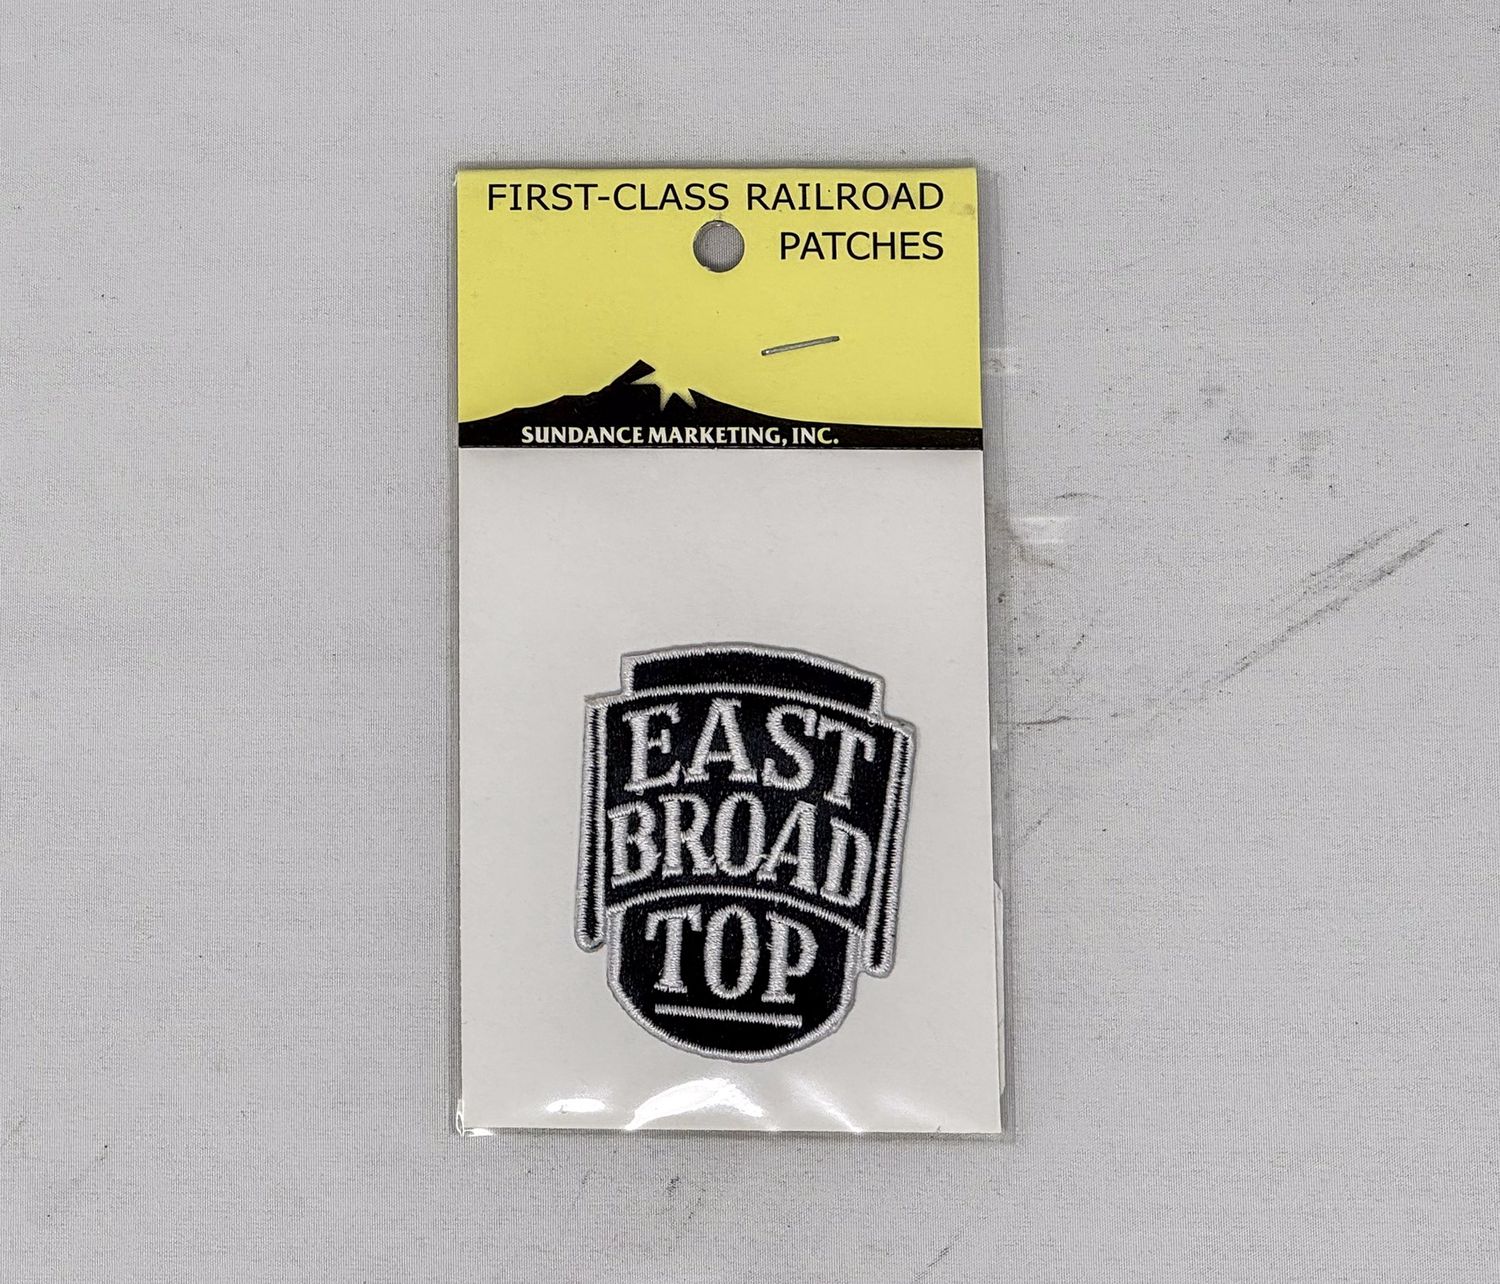 FIRST-CLASS RAILROAD
PATCHES
SUNDANCE MARKETING, INC.
EAST
BROAD
TOP